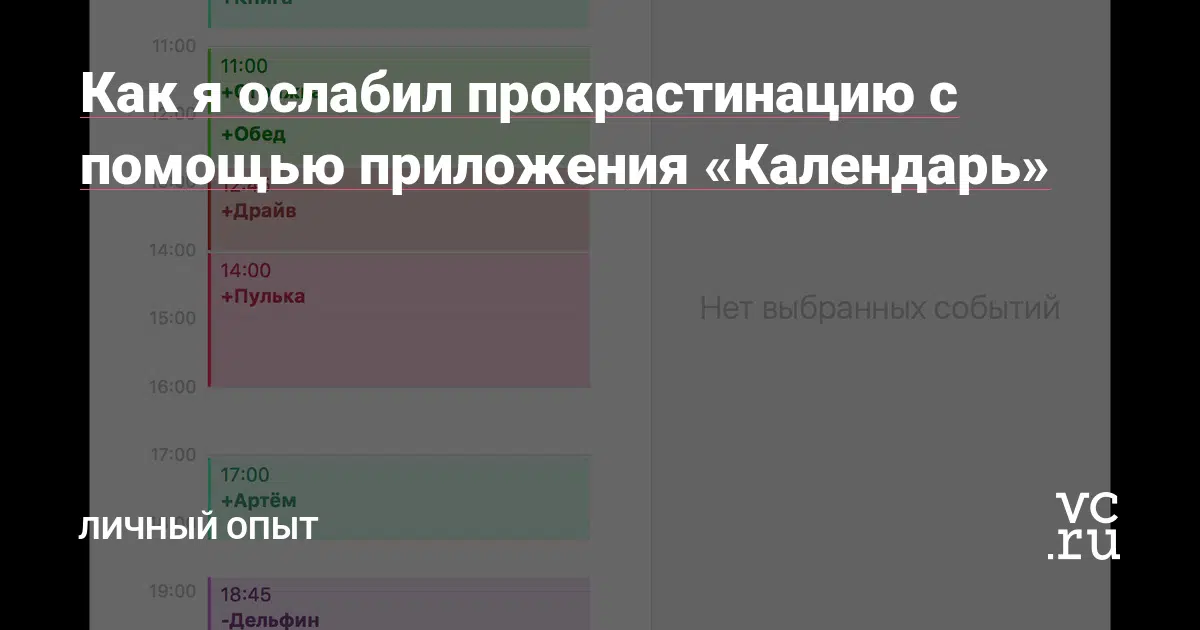 +Книга
11:00
11:00
Как я ослабил прокрастинацию с
12:00
+Обед
помощью приложения «Календарь»
+Драйв
14:00
14:00
+Пулька
Нет выбранных событий
15:00
16:00
17:00
17:00
+Артём
ЛИЧНЫЙ ОПЫТ
vc
.ru
19:00
18:45
-Дельфин